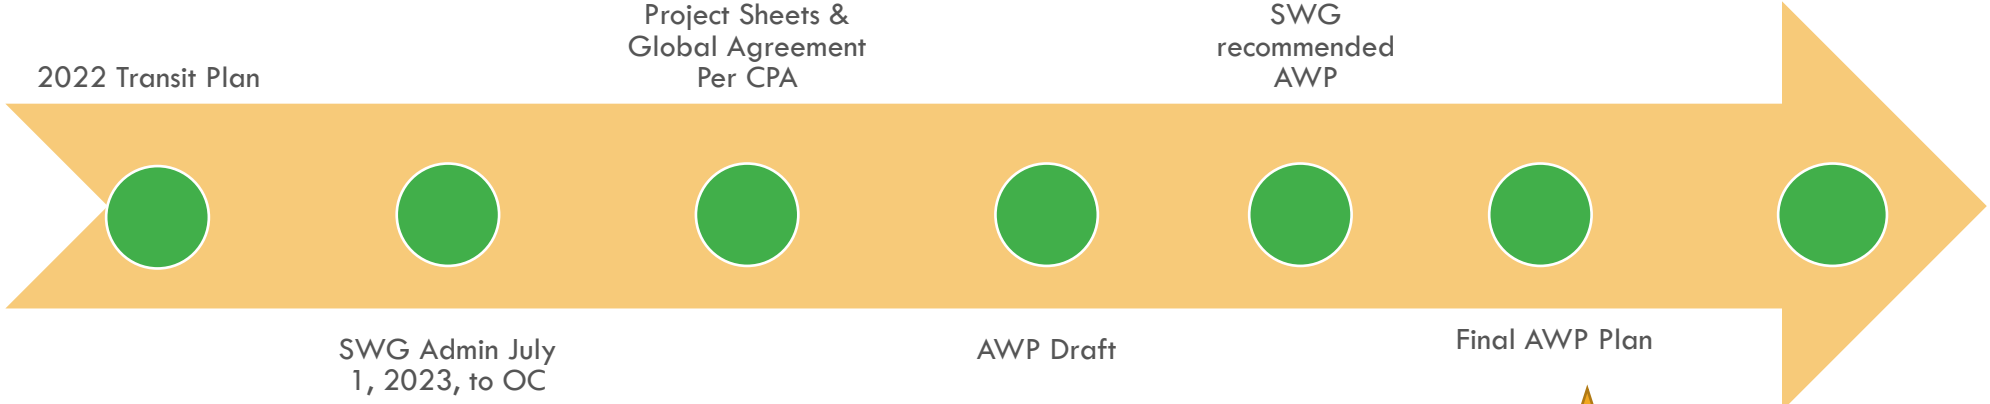 2022 Transit Plan
SWG Admin July
1, 2023, to OC
Project Sheets &
Global Agreement
Per CPA
AWP Draft
SWG
recommended
AWP
Final AWP Plan